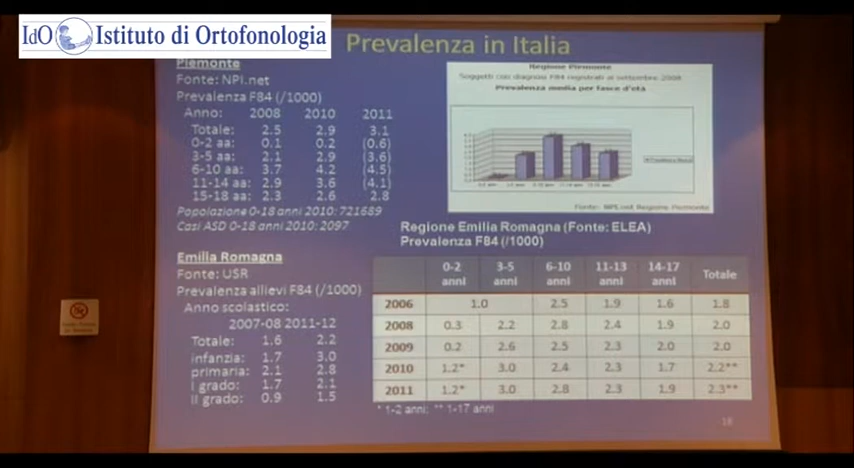 IdO Istituto di Ortofonologia
Prevalenza in Italia
Piemonte
Fonte: NPI.net
Prevalenza F84 (/1000)
Anno: 2008 2010 2011
Totale: 2.5 2.9 3.1
0-2 aa: 0.1 0.2 (0.6)
3-5 aa: 2.1 2.9 (3.6)
6-10 aa: 3.7 4.2 (4.5)
11-14 aa: 2.9 3.6 (4.1)
15-18 aa: 2.3 2.6 2.8
Popolazione 0-18 anni 2010: 721689
Casi ASD 0-18 anni 2010: 2097
Regione Piemonte
Soggetti con diagnosi F84 registrati al settembre 2008
Prevalenza media per fasce d'età
Fonte: NPI.net Regione Piemonte
Emilia Romagna
Fonte: USR
Prevalenza allievi F84 (/1000)
Anno scolastico:
2007-08 2011-12
Totale: 1.6 2.2
infanzia: 1.7 3.0
primaria: 2.1 2.8
I grado: 1.7 2.1
II grado: 0.9 1.5
Regione Emilia Romagna (Fonte: ELEA)
Prevalenza F84 (/1000)
0-2 anni 3-5 anni 6-10 anni 11-13 anni 14-17 anni Totale
2006 1.0 2.5 1.9 1.6 1.8
2008 0.3 2.2 2.8 2.4 1.9 2.0
2009 0.2 2.6 2.5 2.3 2.0 2.0
2010 1.2* 3.0 2.4 2.3 1.7 2.2**
2011 1.2* 3.0 2.8 2.3 1.9 2.3**
* 1-2 anni; ** 1-17 anni
18